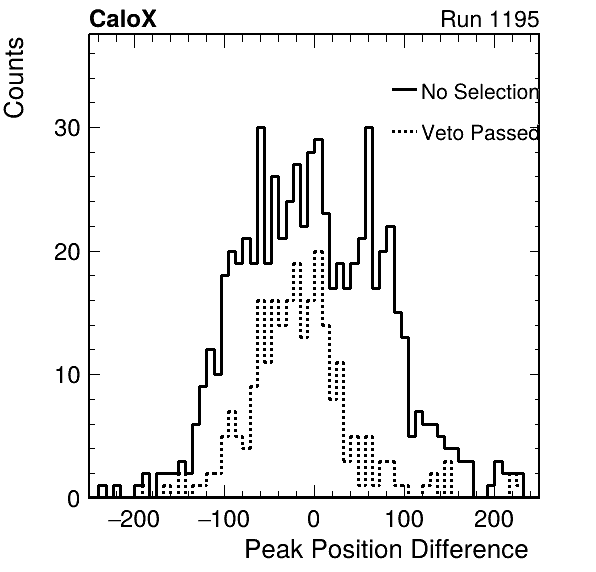 CaloX Run 1195
Counts
No Selection
Veto Passed
30
20
10
0
−200 −100 0 100 200
Peak Position Difference